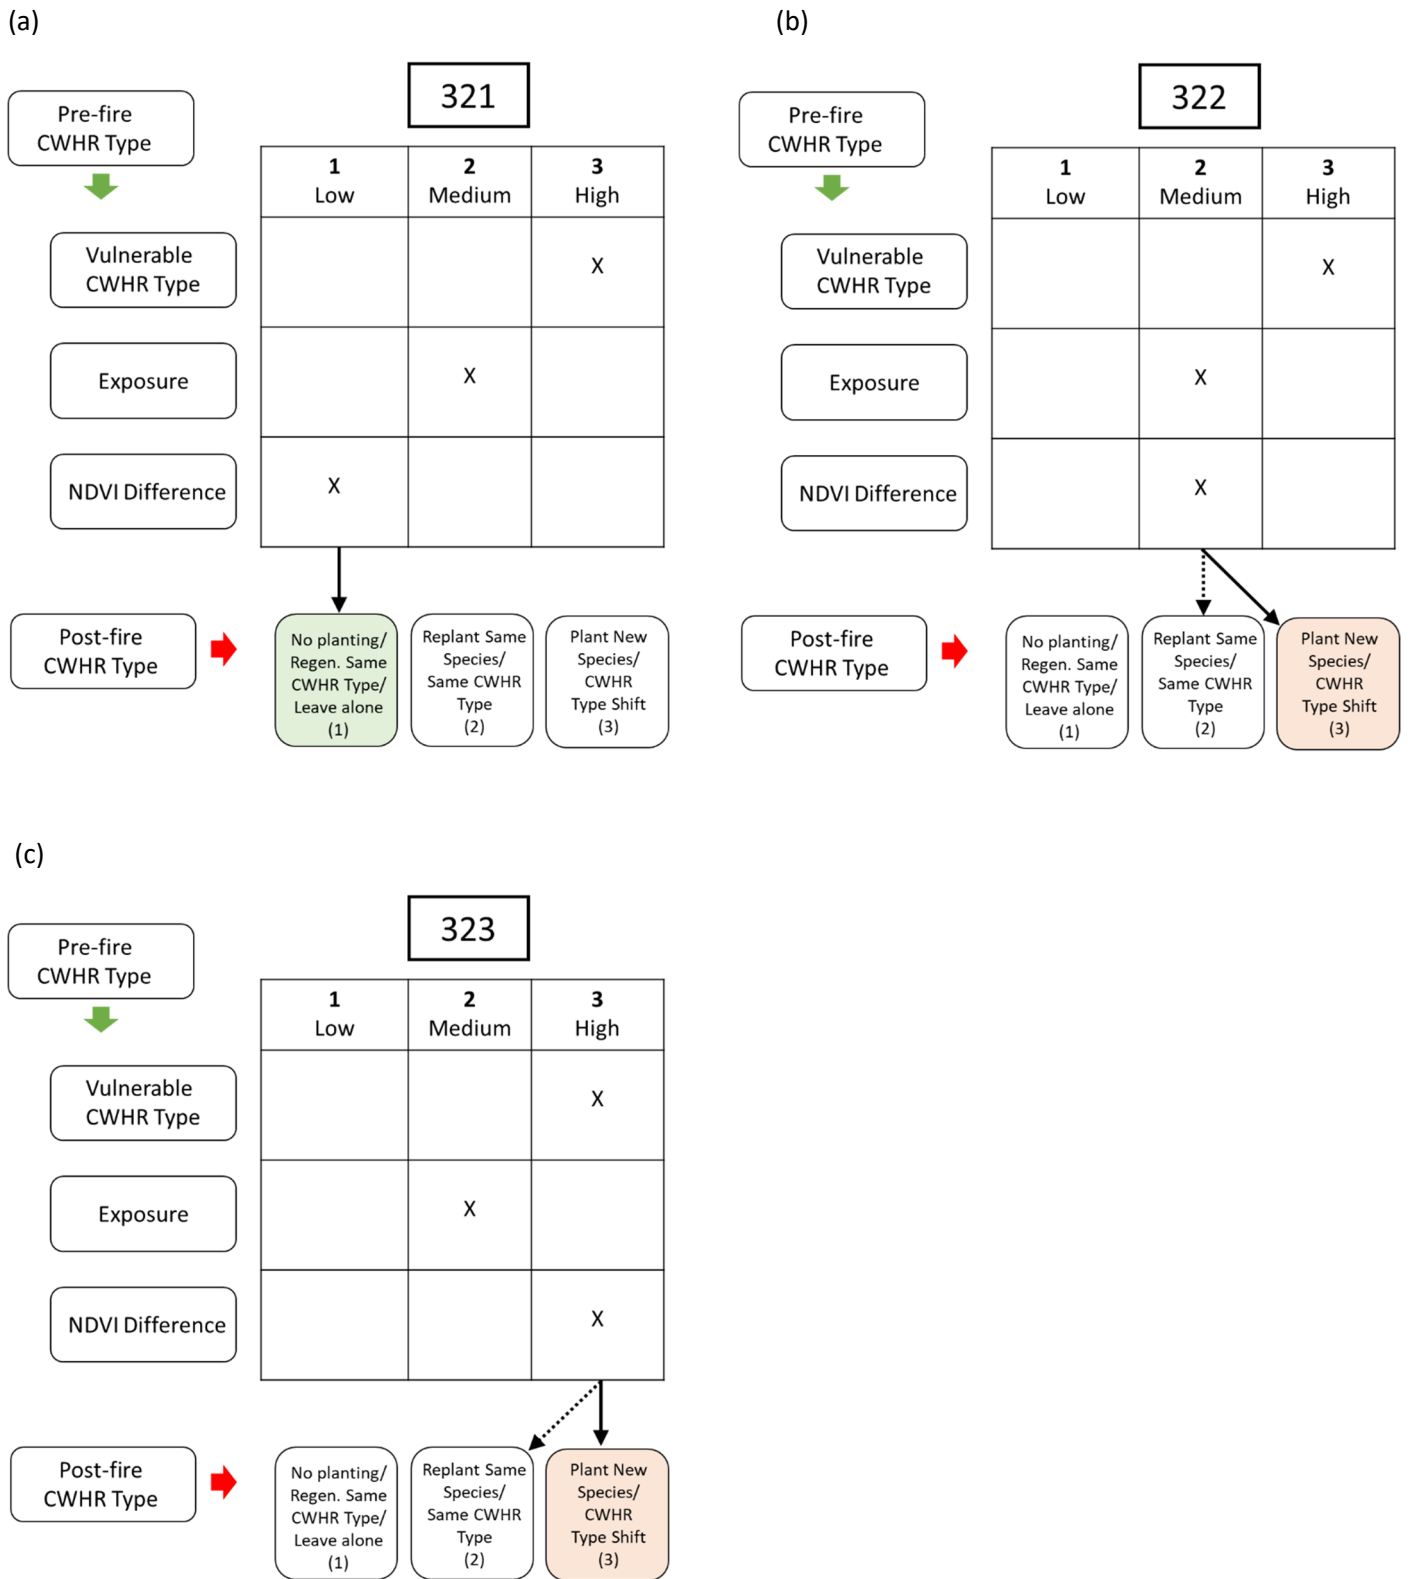 (a)
321
Pre-fire
CWHR Type
1
Low
2
Medium
3
High
Vulnerable
CWHR Type
X
Exposure
X
NDVI Difference
X
Post-fire
CWHR Type
No planting/
Regen. Same
CWHR Type/
Leave alone
(1)
Replant Same
Species/
Same CWHR
Type
(2)
Plant New
Species/
CWHR
Type Shift
(3)
(b)
322
Pre-fire
CWHR Type
1
Low
2
Medium
3
High
Vulnerable
CWHR Type
X
Exposure
X
NDVI Difference
X
Post-fire
CWHR Type
No planting/
Regen. Same
CWHR Type/
Leave alone
(1)
Replant Same
Species/
Same CWHR
Type
(2)
Plant New
Species/
CWHR
Type Shift
(3)
(c)
323
Pre-fire
CWHR Type
1
Low
2
Medium
3
High
Vulnerable
CWHR Type
X
Exposure
X
NDVI Difference
X
Post-fire
CWHR Type
No planting/
Regen. Same
CWHR Type/
Leave alone
(1)
Replant Same
Species/
Same CWHR
Type
(2)
Plant New
Species/
CWHR
Type Shift
(3)